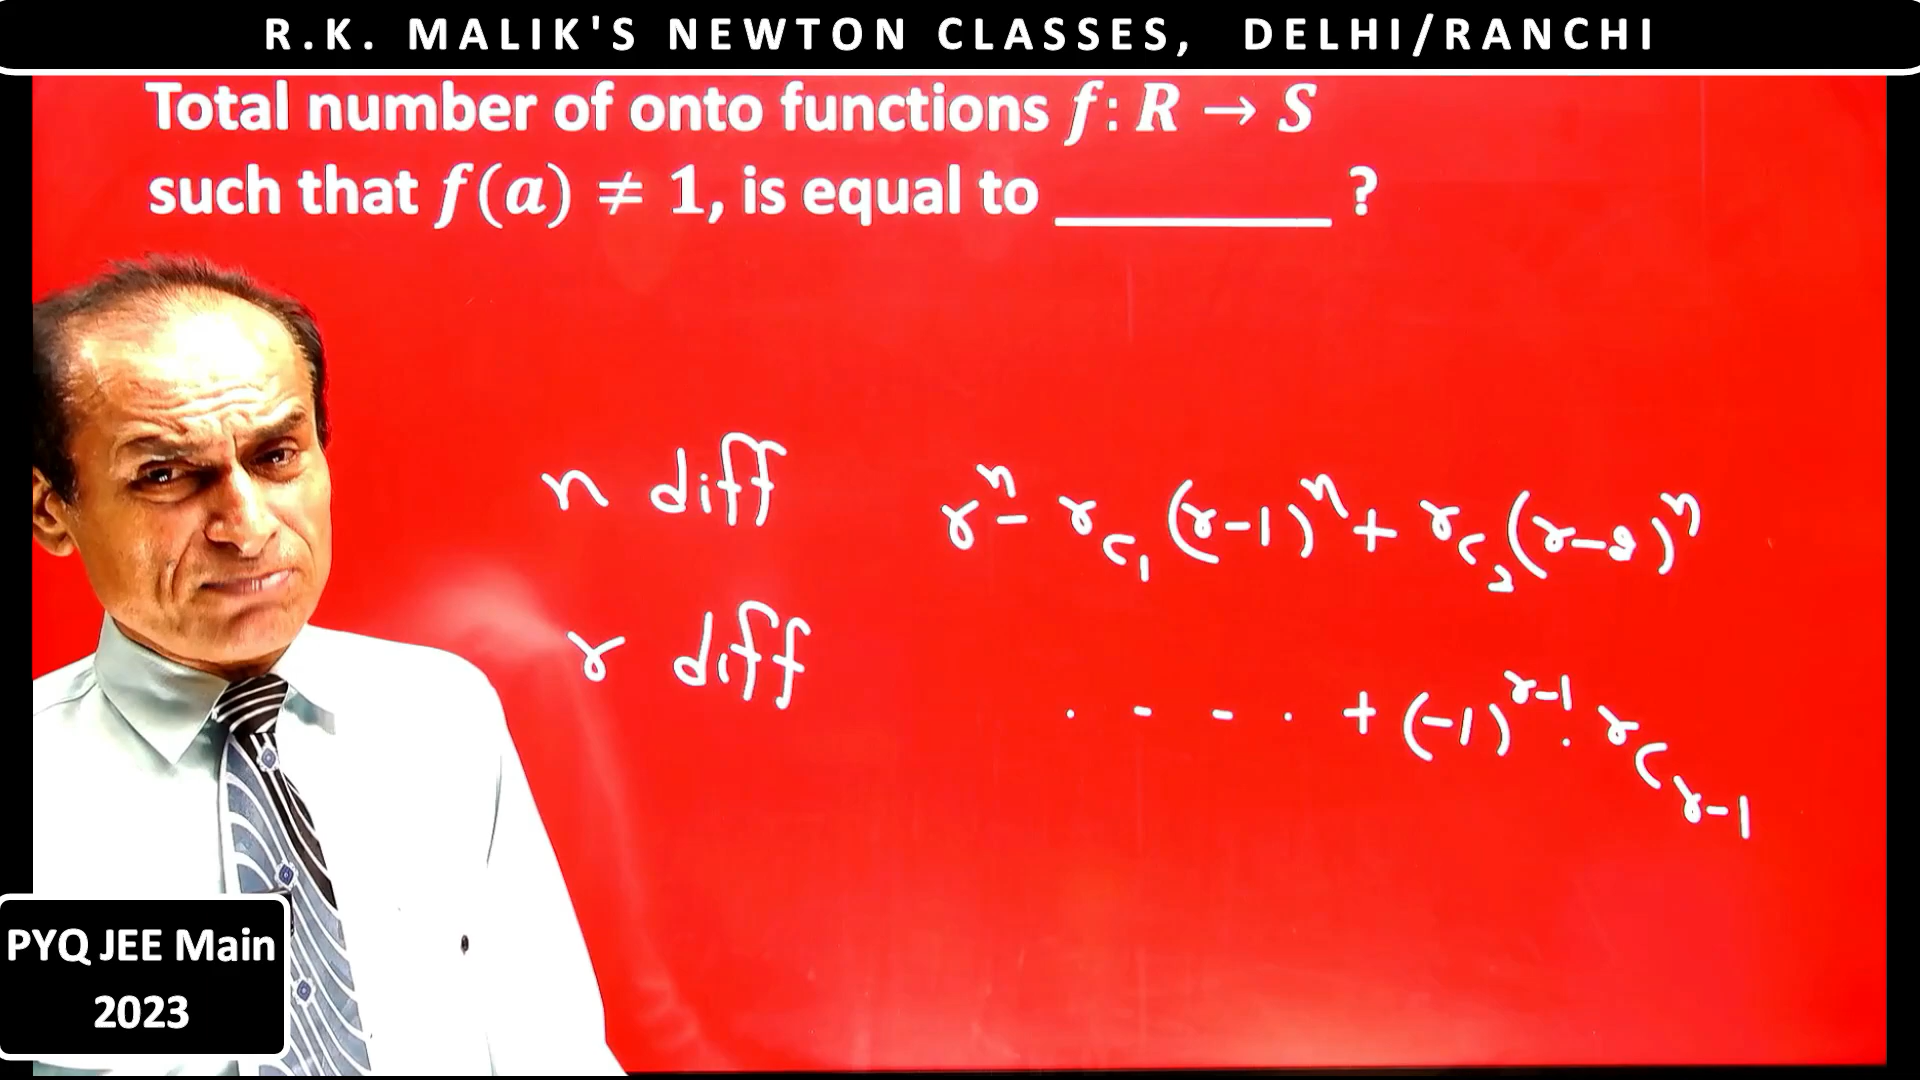 R.K. MALIK'S NEWTON CLASSES, DELHI/RANCHI
Total number of onto functions f: R → S
such that f(a) ≠ 1, is equal to ________ ?
n diff
rⁿ - ʳC₁ (r-1)ⁿ + ʳC₂ (r-2)ⁿ
r diff
. - - . + (-1)ʳ⁻¹ . ʳCᵣ₋₁
PYQ JEE Main
2023